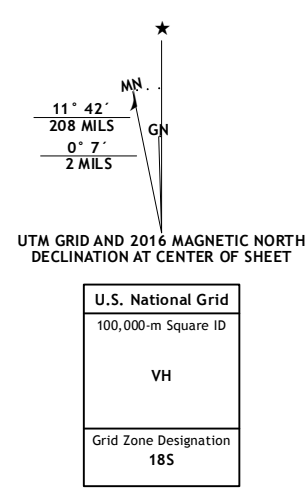 MN
11° 42´
208 MILS
GN
0° 7´
2 MILS
UTM GRID AND 2016 MAGNETIC NORTH
DECLINATION AT CENTER OF SHEET
U.S. National Grid
100,000-m Square ID
VH
Grid Zone Designation
18S